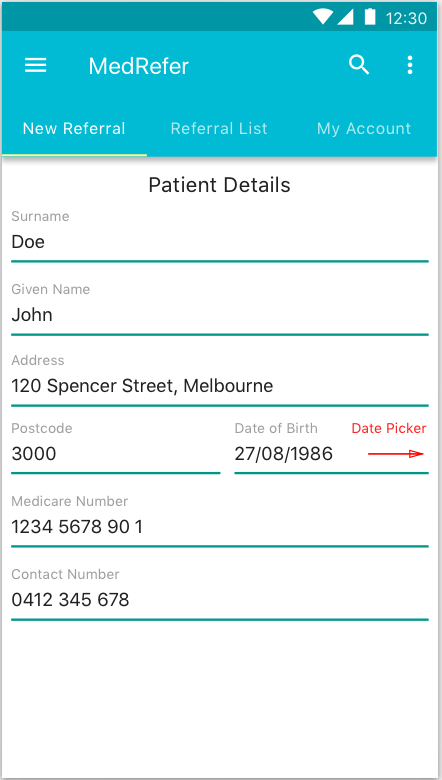 12:30
MedRefer
New Referral Referral List My Account
Patient Details
Surname
Doe
Given Name
John
Address
120 Spencer Street, Melbourne
Postcode Date of Birth Date Picker
3000 27/08/1986
Medicare Number
1234 5678 90 1
Contact Number
0412 345 678